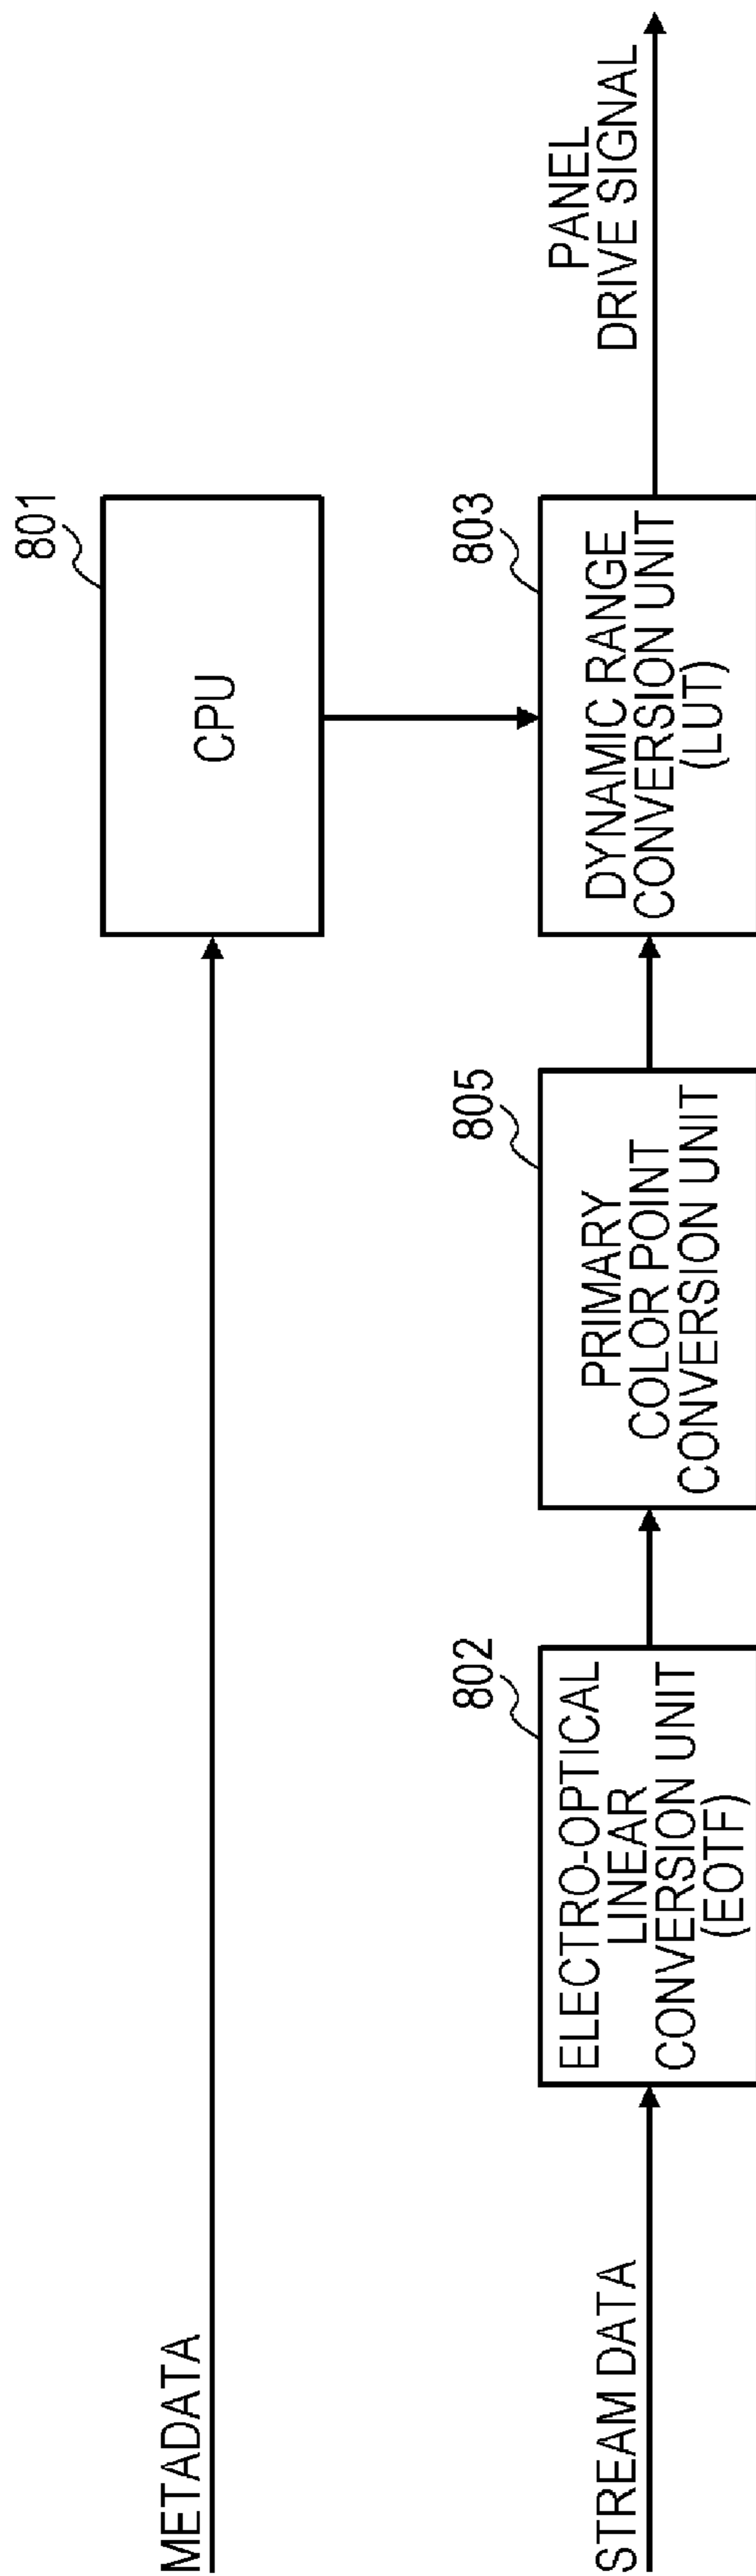 METADATA
801
CPU
STREAM DATA
802
ELECTRO-OPTICAL
LINEAR
CONVERSION UNIT
(EOTF)
805
PRIMARY
COLOR POINT
CONVERSION UNIT
803
DYNAMIC RANGE
CONVERSION UNIT
(LUT)
PANEL
DRIVE SIGNAL